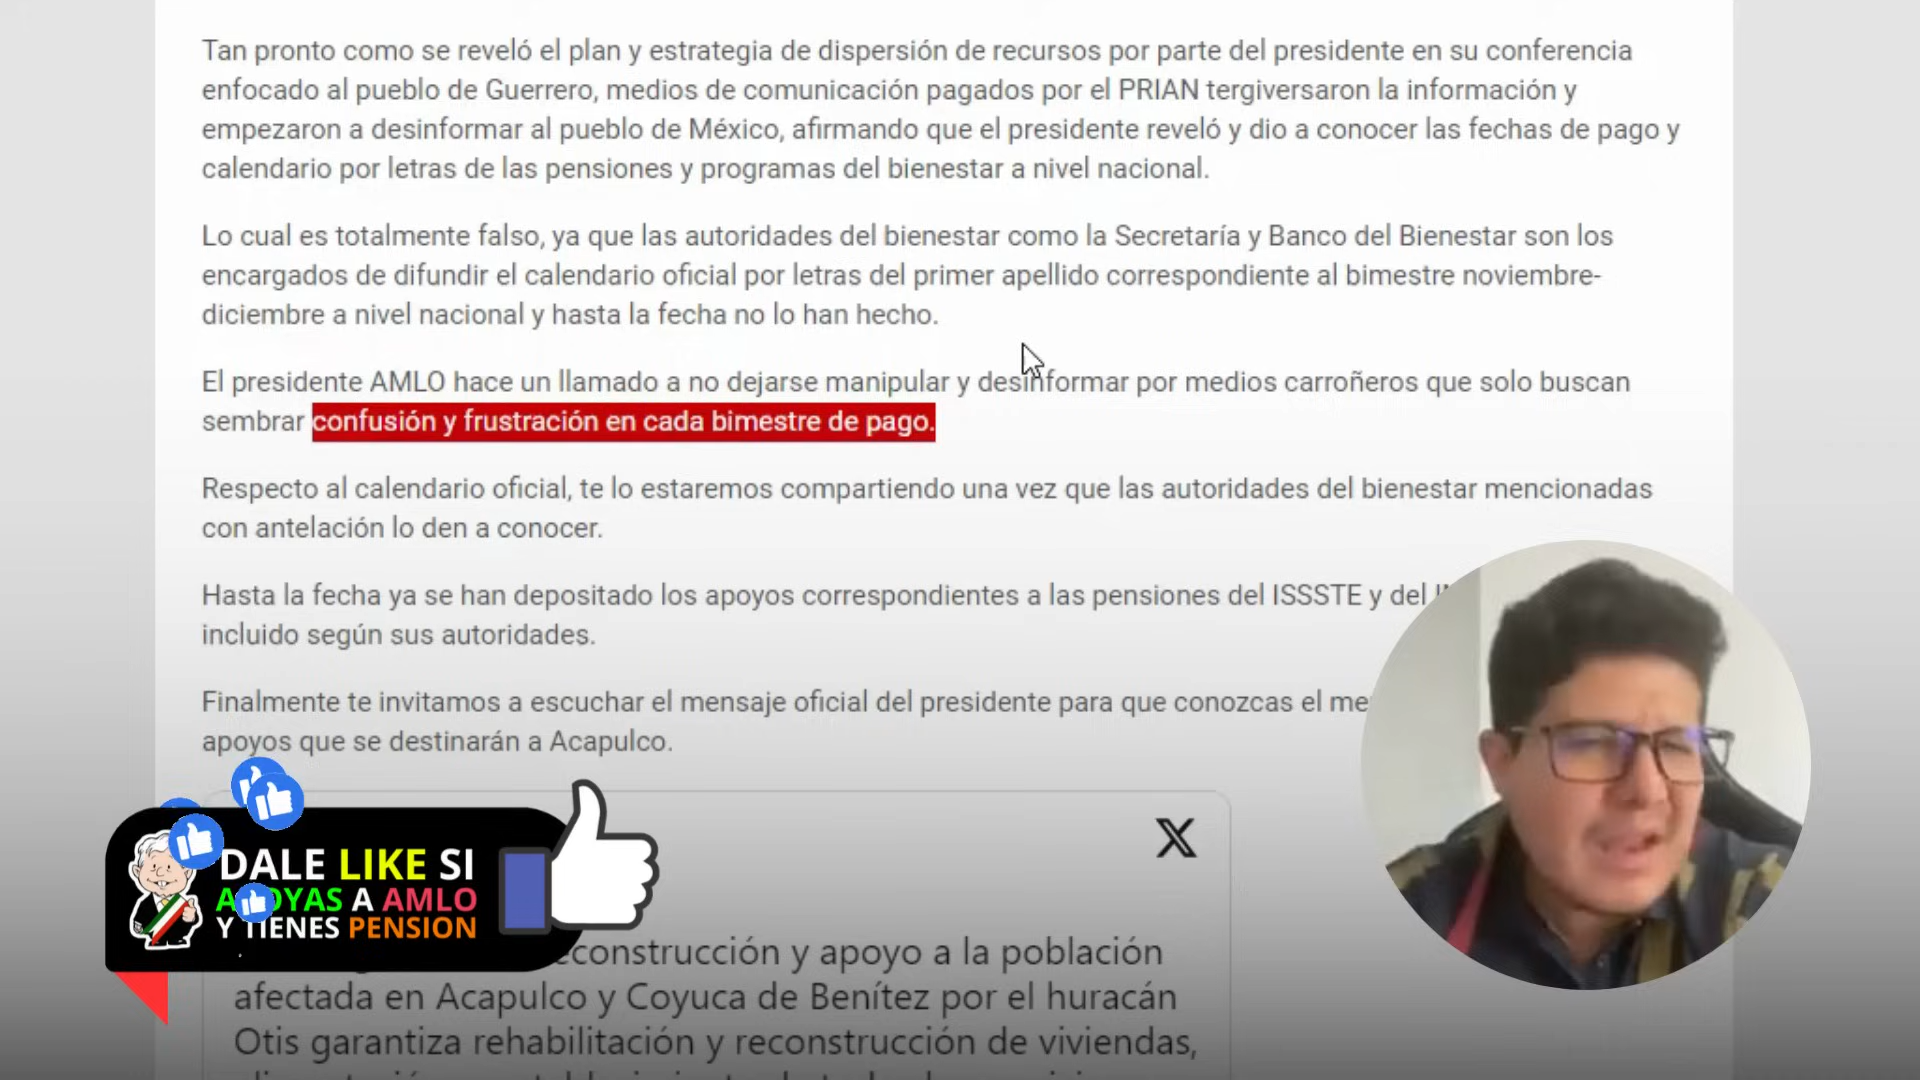 Tan pronto como se reveló el plan y estrategia de dispersión de recursos por parte del presidente en su conferencia
enfocado al pueblo de Guerrero, medios de comunicación pagados por el PRIAN tergiversaron la información y
empezaron a desinformar al pueblo de México, afirmando que el presidente reveló y dio a conocer las fechas de pago y
calendario por letras de las pensiones y programas del bienestar a nivel nacional.
Lo cual es totalmente falso, ya que las autoridades del bienestar como la Secretaría y Banco del Bienestar son los
encargados de difundir el calendario oficial por letras del primer apellido correspondiente al bimestre noviembre-
diciembre a nivel nacional y hasta la fecha no lo han hecho.
El presidente AMLO hace un llamado a no dejarse manipular y desinformar por medios carroñeros que solo buscan
sembrar confusión y frustración en cada bimestre de pago.
Respecto al calendario oficial, te lo estaremos compartiendo una vez que las autoridades del bienestar mencionadas
con antelación lo den a conocer.
Hasta la fecha ya se han depositado los apoyos correspondientes a las pensiones del ISSSTE y del
incluido según sus autoridades.
Finalmente te invitamos a escuchar el mensaje oficial del presidente para que conozcas el
apoyos que se destinarán a Acapulco.
DALE LIKE SI
APOYAS A AMLO
Y TIENES PENSION
X
reconstrucción y apoyo a la población
afectada en Acapulco y Coyuca de Benítez por el huracán
Otis garantiza rehabilitación y reconstrucción de viviendas,